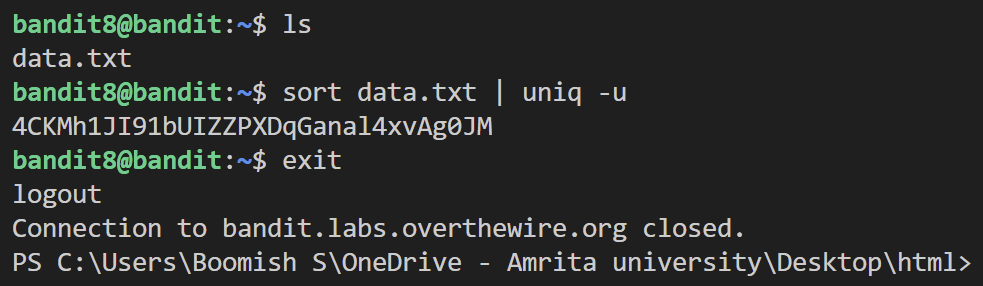 bandit8@bandit:~$ ls
data.txt
bandit8@bandit:~$ sort data.txt | uniq -u
4CKMh1JI91bUIZZPXDqGanal4xvAg0JM
bandit8@bandit:~$ exit
logout
Connection to bandit.labs.overthewire.org closed.
PS C:\Users\Boomish S\OneDrive - Amrita university\Desktop\html>